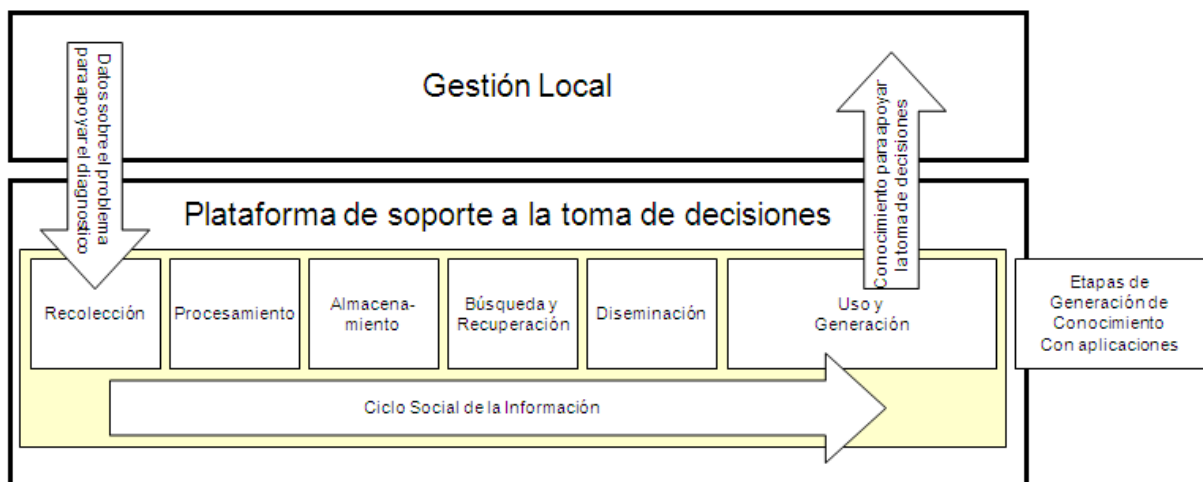 Gestión Local
Datos sobre el problema
para apoyar el diagnostico
Conocimiento para apoyar
la toma de decisiones
Plataforma de soporte a la toma de decisiones
Recolección
Procesamiento
Almacena-
miento
Búsqueda y
Recuperación
Diseminación
Uso y
Generación
Etapas de
Generación de
Conocimiento
Con aplicaciones
Ciclo Social de la Información